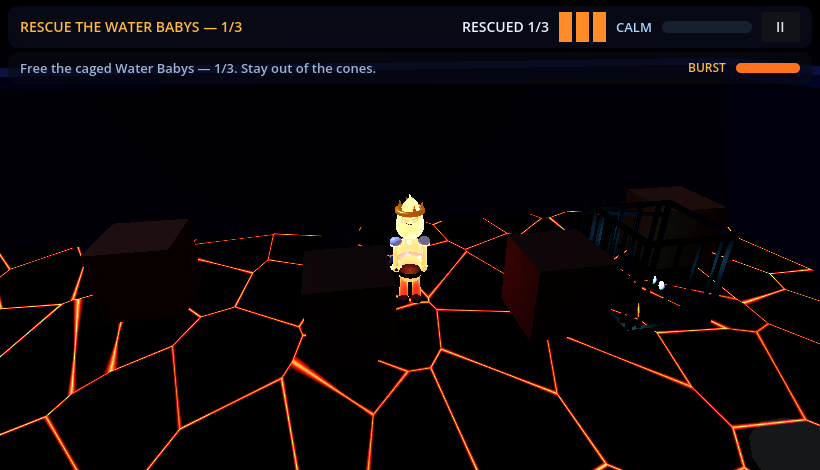 RESCUE THE WATER BABYS — 1/3
RESCUED 1/3
CALM
Free the caged Water Babys — 1/3. Stay out of the cones.
BURST